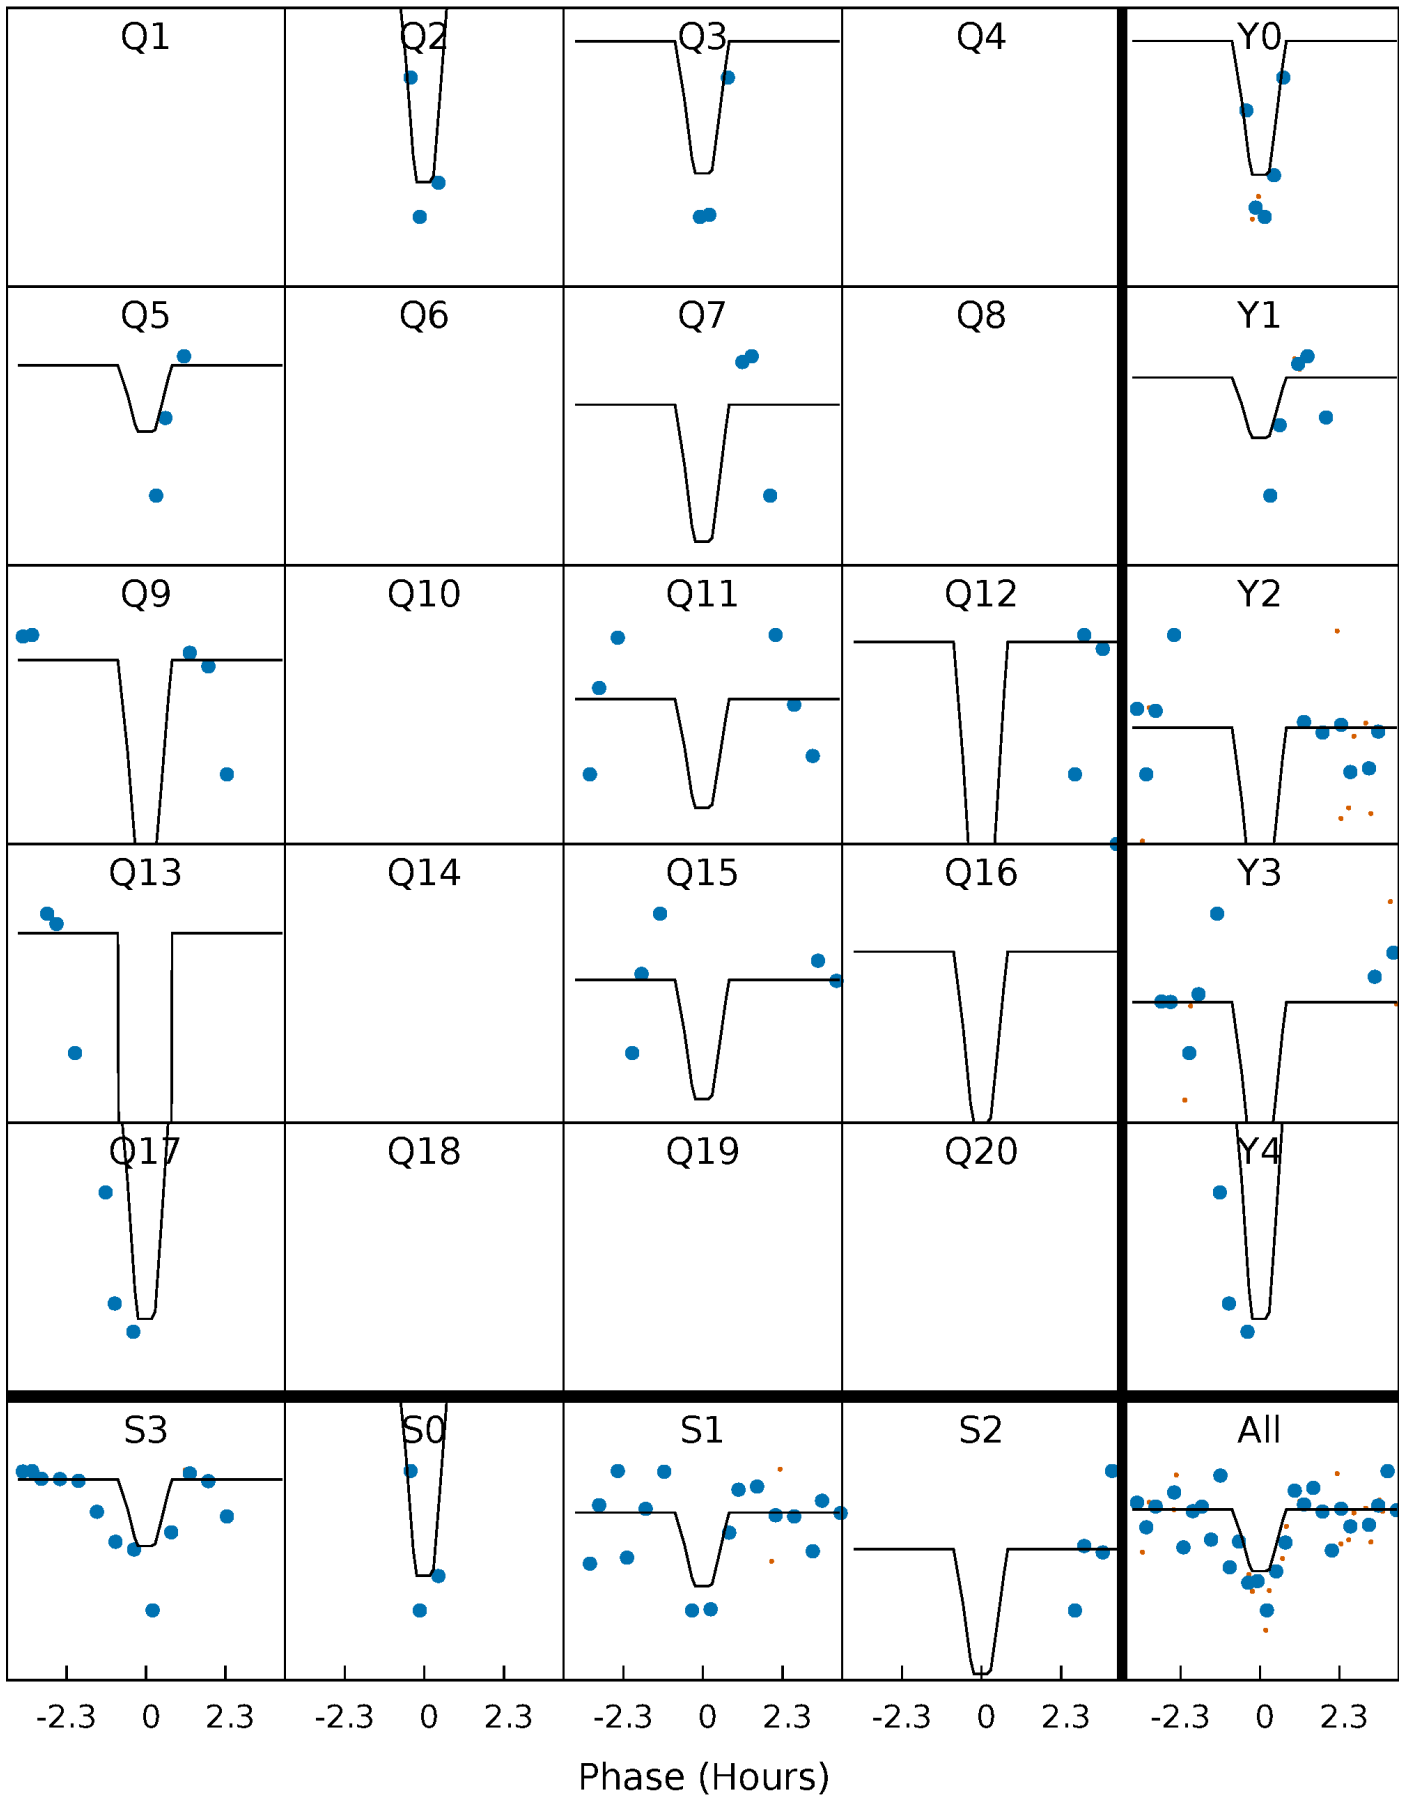 Q1 Q2 Q3 Q4 Y0
Q5 Q6 Q7 Q8 Y1
Q9 Q10 Q11 Q12 Y2
Q13 Q14 Q15 Q16 Y3
Q17 Q18 Q19 Q20 Y4
S3 S0 S1 S2 All
-2.3 0 2.3 -2.3 0 2.3 -2.3 0 2.3 -2.3 0 2.3 -2.3 0 2.3
Phase (Hours)